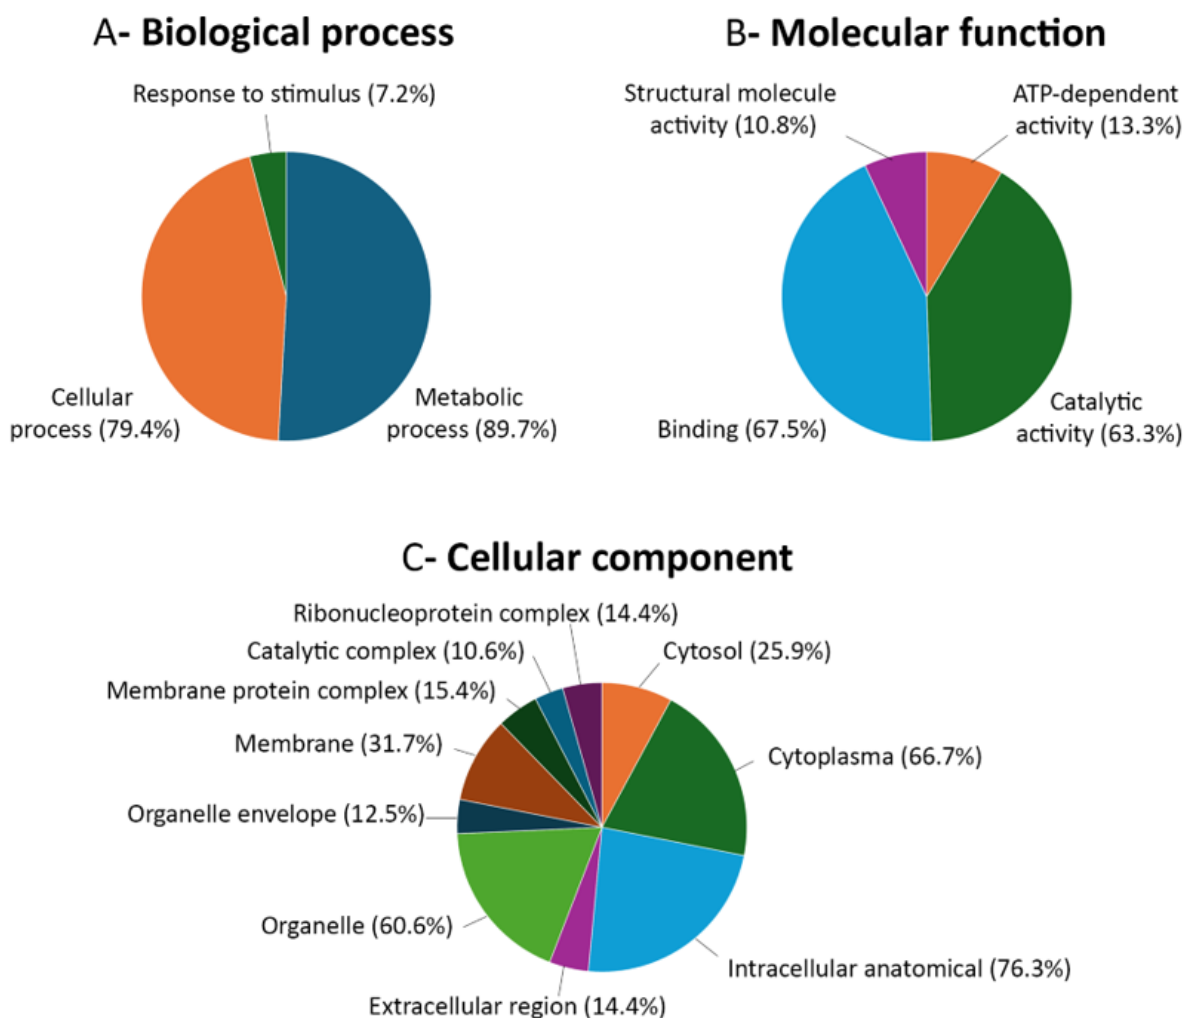 A- Biological process
Response to stimulus (7.2%)
Cellular
process (79.4%)
Metabolic
process (89.7%)
B- Molecular function
Structural molecule
activity (10.8%)
ATP-dependent
activity (13.3%)
Binding (67.5%)
Catalytic
activity (63.3%)
C- Cellular component
Ribonucleoprotein complex (14.4%)
Catalytic complex (10.6%)
Cytosol (25.9%)
Membrane protein complex (15.4%)
Membrane (31.7%)
Cytoplasma (66.7%)
Organelle envelope (12.5%)
Organelle (60.6%)
Intracellular anatomical (76.3%)
Extracellular region (14.4%)